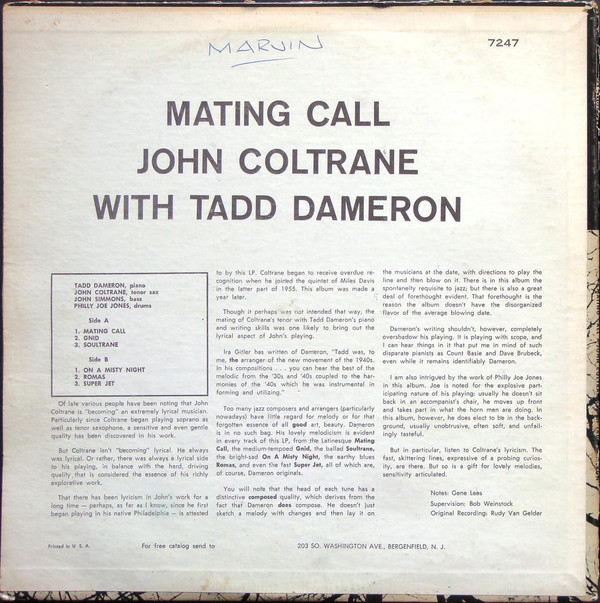 MARVIN
7247
MATING CALL
JOHN COLTRANE
WITH TADD DAMERON
TADD DAMERON, piano
JOHN COLTRANE, tenor sax
JOHN SIMMONS, bass
PHILLY JOE JONES, drums
Side A
1. MATING CALL
2. GNID
3. SOULTRANE
Side B
1. ON A MISTY NIGHT
2. ROMAS
3. SUPER JET
Of late various people have been noting that John
Coltrane is "becoming" an extremely lyrical musician.
Particularly since Coltrane began playing soprano as
well as tenor saxophone, a sensitive and even gentle
quality has been discovered in his work.
But Coltrane isn't "becoming" lyrical. He always
was lyrical. Or rather, there was always a lyrical side
to his playing, in balance with the hard, driving
quality, that is considered the essence of his richly
explorative work.
That there has been lyricism in John's work for a
long time — perhaps, as far as I know, since he first
began playing in his native Philadelphia — is attested
to by this LP. Coltrane began to receive overdue re-
cognition when he joined the quintet of Miles Davis
in the latter part of 1955. This album was made a
year later.
Though it perhaps was not intended that way, the
mating of Coltrane's tenor with Tadd Dameron's piano
and writing skills was one likely to bring out the
lyrical aspect of John's playing.
Ira Gitler has written of Dameron, "Tadd was, to
me, the arranger of the new movement of the 1940s.
In his compositions . . . you can hear the best of the
melodic from the '30s and '40s coupled to the har-
monies of the '40s which he was instrumental in
forming and utilizing."
Too many jazz composers and arrangers (particularly
nowadays) have little regard for melody or for that
forgotten essence of all good art, beauty. Dameron
is in no such bag. His lovely melodicism is evident
in every track of this LP, from the Latinesque Mating
Call, the medium-tempoed Gnid, the ballad Soultrane,
the bright-sad On A Misty Night, the earthy blues
Romas, and even the fast Super Jet, all of which are,
of course, Dameron originals.
You will note that the head of each tune has a
distinctive composed quality, which derives from the
fact that Dameron does compose. He doesn't just
sketch a melody with changes and then lay it on
the musicians at the date, with directions to play the
line and then blow on it. There is in this album the
spontaneity requisite to jazz; but there is also a great
deal of forethought evident. That forethought is the
reason the album doesn't have the disorganized
flavor of the average blowing date.
Dameron's writing shouldn't, however, completely
overshadow his playing. It is playing with scope, and
I can hear things in it that put me in mind of such
disparate pianists as Count Basie and Dave Brubeck,
even while it remains identifiably Dameron.
I am also intrigued by the work of Philly Joe Jones
in this album. Joe is noted for the explosive part-
icipating nature of his playing: usually he doesn't sit
back in an accompanist's chair, he moves up front
and takes part in what the horn men are doing. In
this album, however, he does elect to be in the back-
ground, usually unobtrusive, often soft, and unfail-
ingly tasteful.
But in particular, listen to Coltrane's lyricism. The
fast, skittering lines, expressive of a probing curios-
ity, are there. But so is a gift for lovely melodies,
sensitivity articulated.
Notes: Gene Lees
Supervision: Bob Weinstock
Original Recording: Rudy Van Gelder
Printed in U. S. A.
For free catalog send to
203 SO. WASHINGTON AVE., BERGENFIELD, N. J.